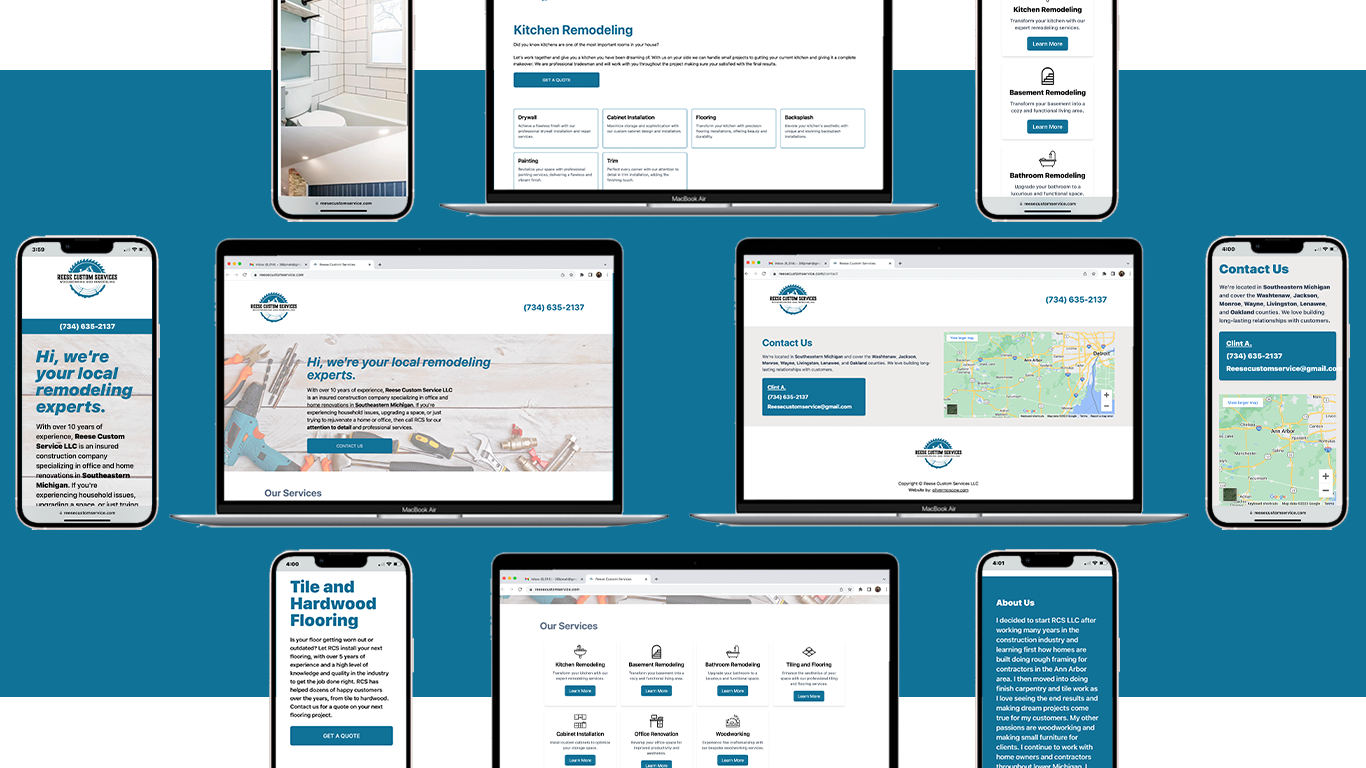 Kitchen Remodeling
Did you know kitchens are one of the most important rooms in your house?
Let's work together and give you a kitchen you have been dreaming of. With us on your side we can handle small projects to gutting your current kitchen and giving it a complete
makeover. We are professional tradesman and will work with you throughout the project making sure your satisfied with the final results.
GET A QUOTE
Drywall
Achieve a flawless finish with our
professional drywall installation and repair
services.
Cabinet Installation
Maximize storage and sophistication with
our custom cabinet design and installation.
Flooring
Transform your kitchen with precision
flooring installations, offering beauty and
durability.
Backsplash
Elevate your kitchen's aesthetic with
unique and stunning backsplash
installations.
Painting
Revitalize your space with professional
painting services, delivering a flawless and
vibrant finish.
Trim
Perfect every corner with our attention to
detail in trim installation, adding the
finishing touch.
MacBook Air
reesecustomservice.com
Kitchen Remodeling
Transform your kitchen with our
expert remodeling services.
Learn More
Basement Remodeling
Transform your basement into a
cozy and functional living area.
Learn More
Bathroom Remodeling
Upgrade your bathroom to a
luxurious and functional space.
reesecustomservice.com
3:59
REESE CUSTOM SERVICES
WOODWORKING AND REMODELING
(734) 635-2137
Hi, we're
your local
remodeling
experts.
With over 10 years of
experience, Reese Custom
Service LLC is an insured
construction company
specializing in office and home
renovations in Southeastern
Michigan. If you're
experiencing household issues,
upgrading a space, or just trying
reesecustomservice.com
Reese Custom Services
reesecustomservice.com
REESE CUSTOM SERVICES
WOODWORKING AND REMODELING
(734) 635-2137
Hi, we're your local remodeling
experts.
With over 10 years of experience, Reese Custom Service LLC
is an insured construction company specializing in office and
home renovations in Southeastern Michigan. If you're
experiencing household issues, upgrading a space, or just
trying to rejuvenate a home or office, then call RCS for our
attention to detail and professional services.
CONTACT US
Our Services
MacBook Air
Reese Custom Services
reesecustomservice.com/contact
REESE CUSTOM SERVICES
WOODWORKING AND REMODELING
(734) 635-2137
Contact Us
We're located in Southeastern Michigan and cover the Washtenaw, Jackson,
Monroe, Wayne, Livingston, Lenawee, and Oakland counties. We love building long-
lasting relationships with customers.
Clint A.
(734) 635-2137
Reesecustomservice@gmail.com
View larger map
Ann Arbor
Detroit
REESE CUSTOM SERVICES
WOODWORKING AND REMODELING
Copyright © Reese Custom Services LLC
Website by: olivermoscow.com
MacBook Air
4:00
Contact Us
We're located in Southeastern Michigan
and cover the Washtenaw, Jackson,
Monroe, Wayne, Livingston, Lenawee,
and Oakland counties. We love building
long-lasting relationships with customers.
Clint A.
(734) 635-2137
Reesecustomservice@gmail.co
View larger map
Ann Arbor
Ypsilanti
Manchester
Saline
Milan
Tecumseh
Adrian
Google
reesecustomservice.com
4:00
Tile and
Hardwood
Flooring
Is your floor getting worn out or
outdated? Let RCS install your next
flooring, with over 5 years of
experience and a high level of
knowledge and quality in the industry
to get the job done right. RCS has
helped dozens of happy customers
over the years, from tile to hardwood.
Contact us for a quote on your next
flooring project.
GET A QUOTE
Reese Custom Services
reesecustomservice.com
Our Services
Kitchen Remodeling
Transform your kitchen with our
expert remodeling services.
Learn More
Basement Remodeling
Transform your basement into a
cozy and functional living area.
Learn More
Bathroom Remodeling
Upgrade your bathroom to a
luxurious and functional space.
Learn More
Tiling and Flooring
Enhance the aesthetics of your
space with our professional tiling
and flooring services.
Learn More
Cabinet Installation
Install custom cabinets to optimize
your storage space.
Learn More
Office Renovation
Revamp your office space for
improved productivity and
aesthetics.
Learn More
Woodworking
Experience fine craftsmanship with
our bespoke woodworking services.
Learn More
4:01
About Us
I decided to start RCS LLC after
working many years in the
construction industry and
learning first how homes are
built doing rough framing for
contractors in the Ann Arbor
area. I then moved into doing
finish carpentry and tile work as
I love seeing the end results and
making dream projects come
true for my customers. My other
passions are woodworking and
making small furniture for
clients. I continue to work with
home owners and contractors
throughout lower Michigan. I